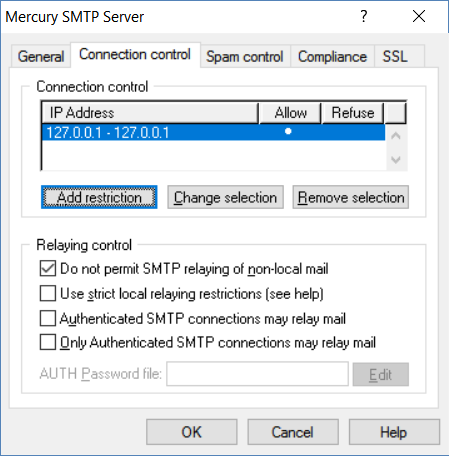 Mercury SMTP Server
General Connection control Spam control Compliance SSL
Connection control
IP Address Allow Refuse
127.0.0.1 - 127.0.0.1
Add restriction Change selection Remove selection
Relaying control
Do not permit SMTP relaying of non-local mail
Use strict local relaying restrictions (see help)
Authenticated SMTP connections may relay mail
Only Authenticated SMTP connections may relay mail
AUTH Password file: Edit
OK Cancel Help